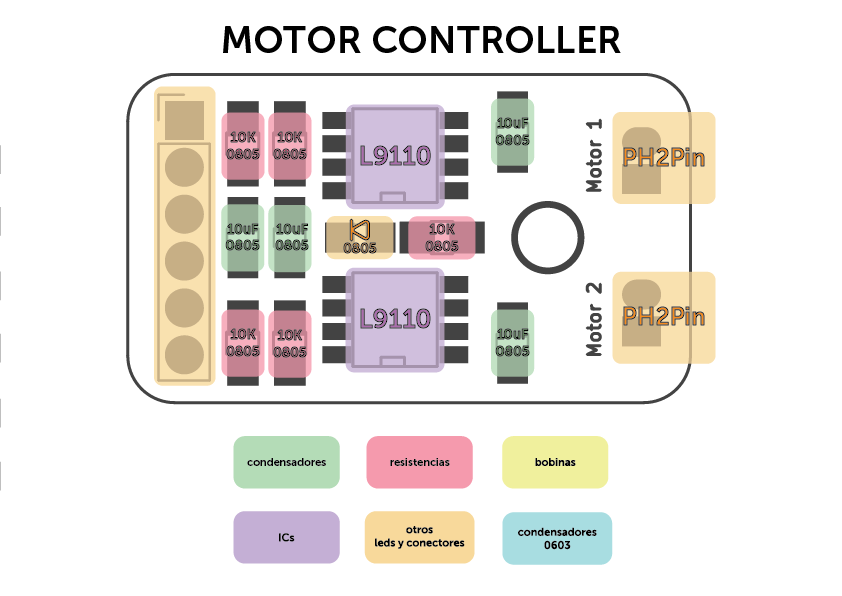 MOTOR CONTROLLER
10K
0805
10K
0805
L9110
10uF
0805
Motor 1
PH2Pin
10uF
0805
10uF
0805
0805
10K
0805
10K
0805
10K
0805
L9110
10uF
0805
Motor 2
PH2Pin
condensadores
resistencias
bobinas
ICs
otros
leds y conectores
condensadores
0603